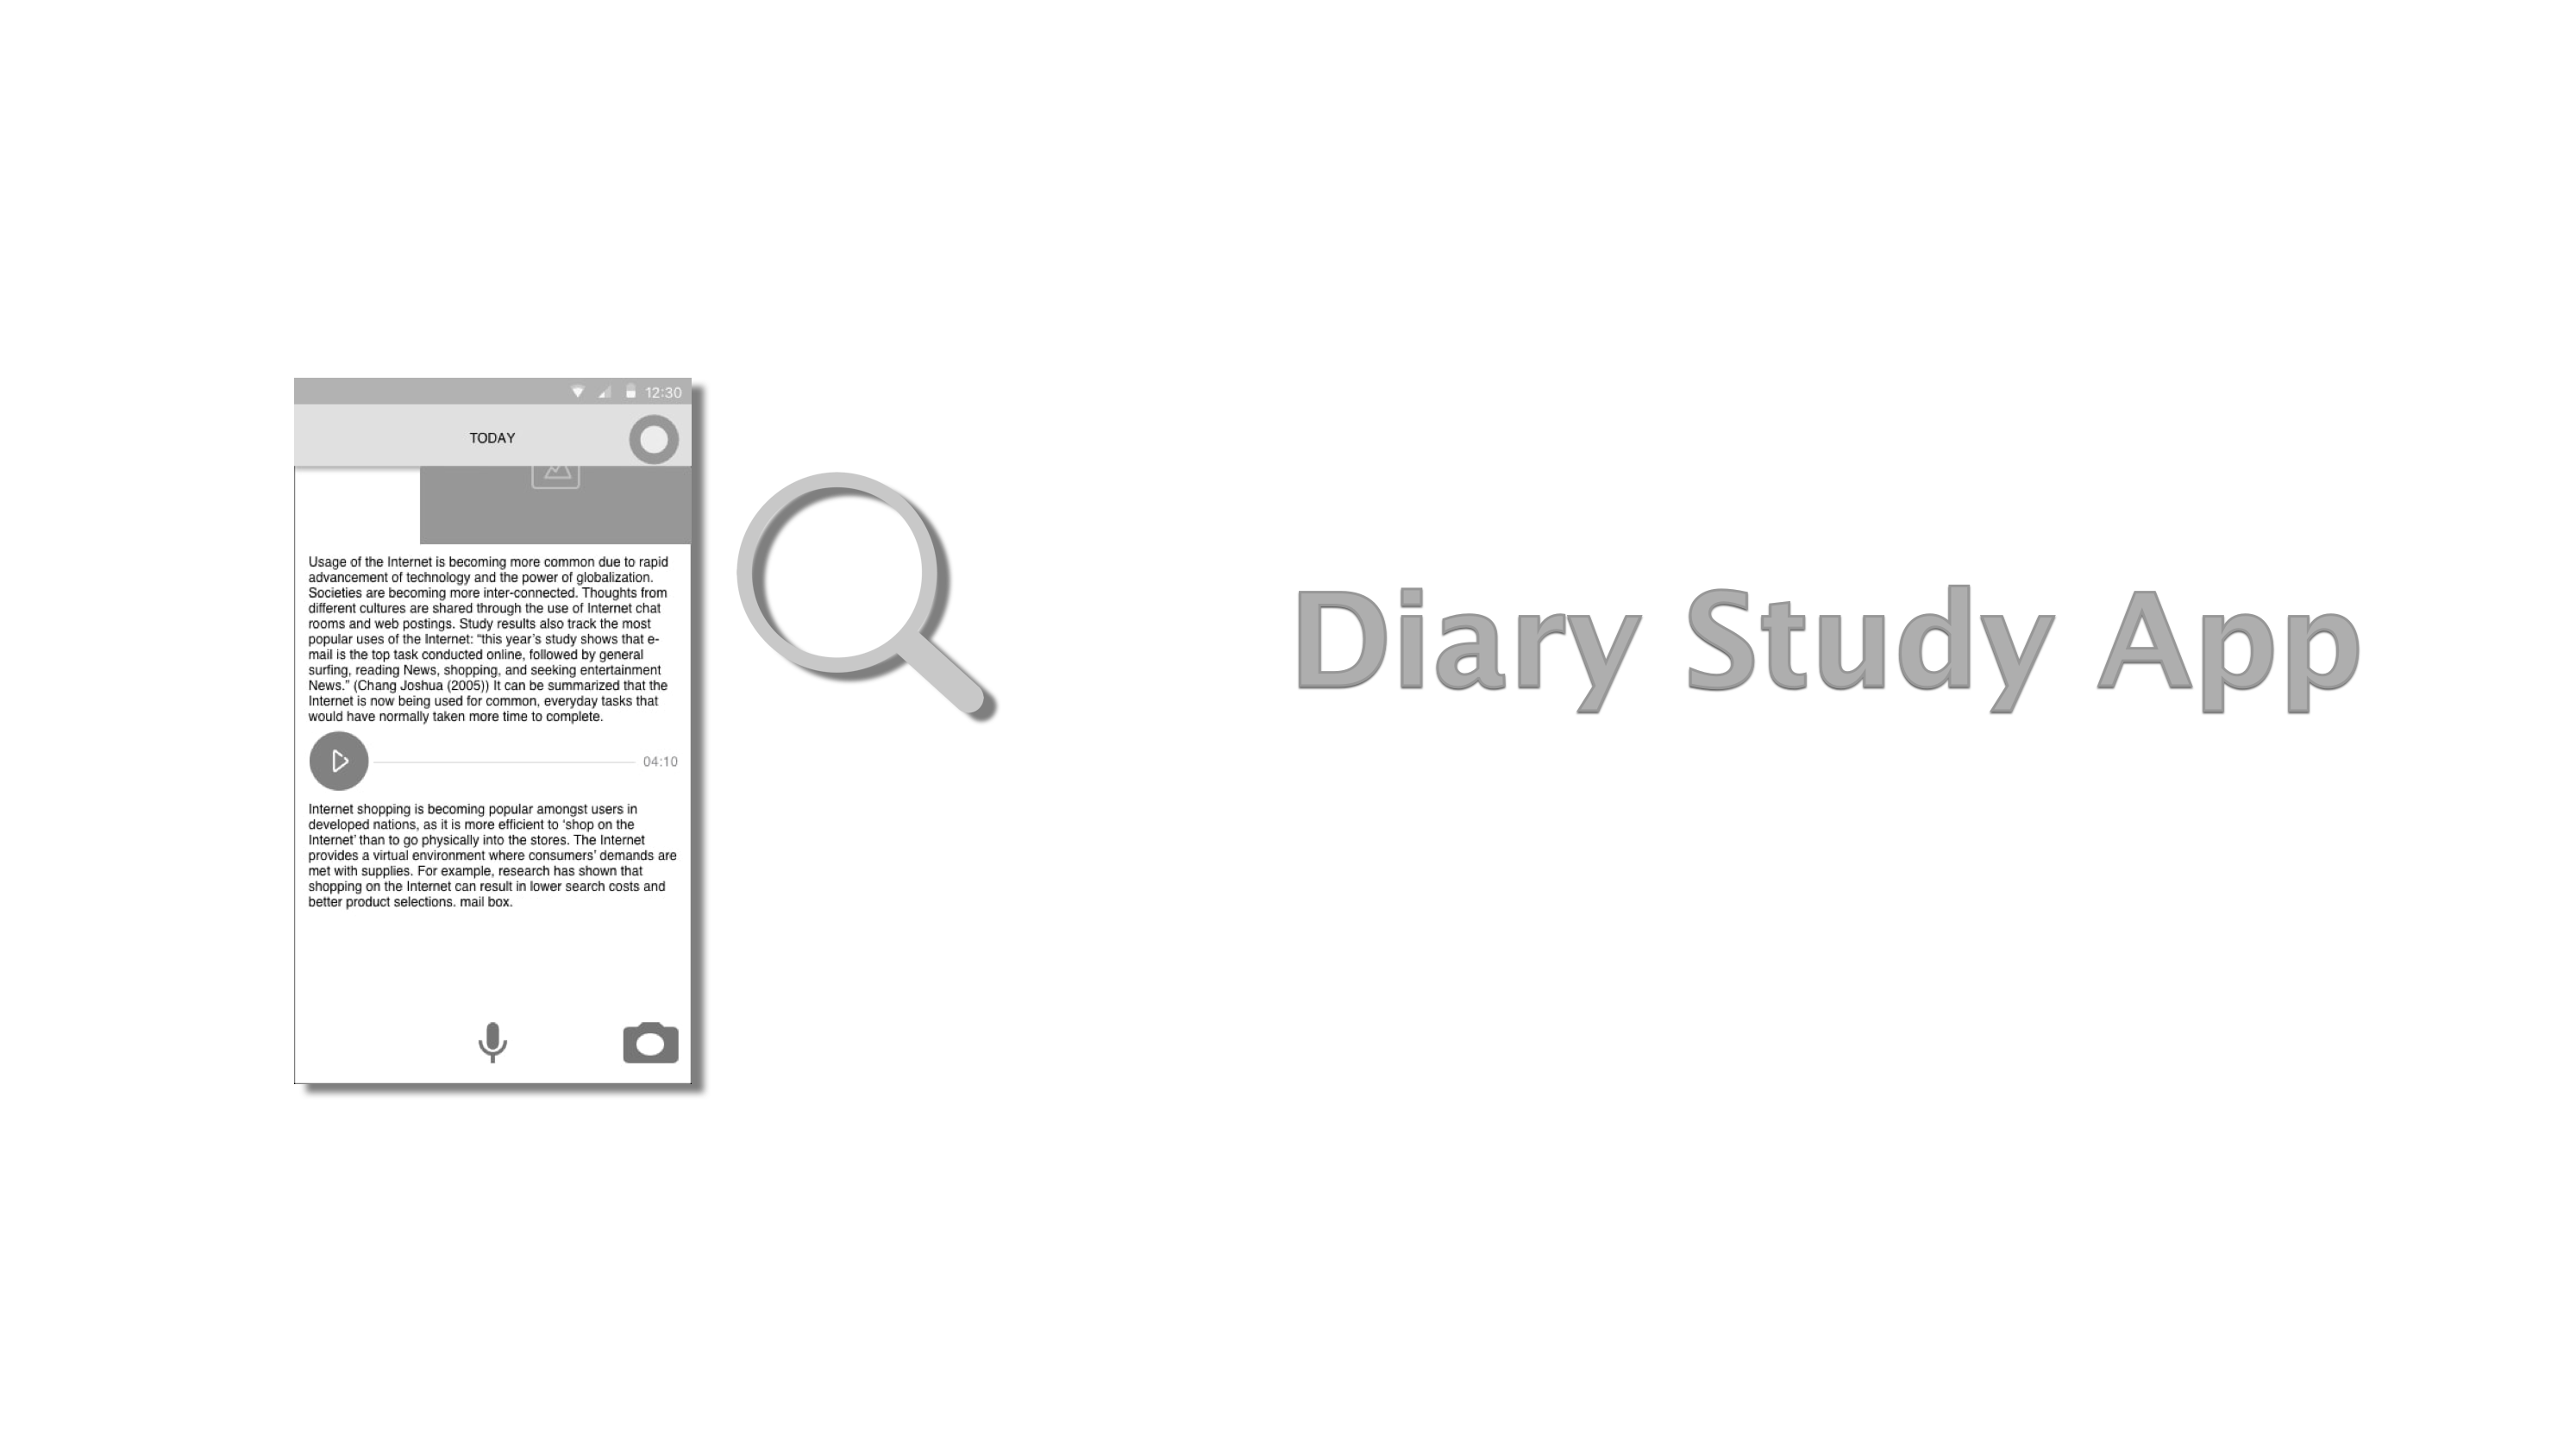 12:30
TODAY
Usage of the Internet is becoming more common due to rapid
advancement of technology and the power of globalization.
Societies are becoming more inter-connected. Thoughts from
different cultures are shared through the use of Internet chat
rooms and web postings. Study results also track the most
popular uses of the Internet: “this year’s study shows that e-
mail is the top task conducted online, followed by general
surfing, reading News, shopping, and seeking entertainment
News.” (Chang Joshua (2005)) It can be summarized that the
Internet is now being used for common, everyday tasks that
would have normally taken more time to complete.
04:10
Internet shopping is becoming popular amongst users in
developed nations, as it is more efficient to ‘shop on the
Internet’ than to go physically into the stores. The Internet
provides a virtual environment where consumers’ demands are
met with supplies. For example, research has shown that
shopping on the Internet can result in lower search costs and
better product selections. mail box.
Diary Study App